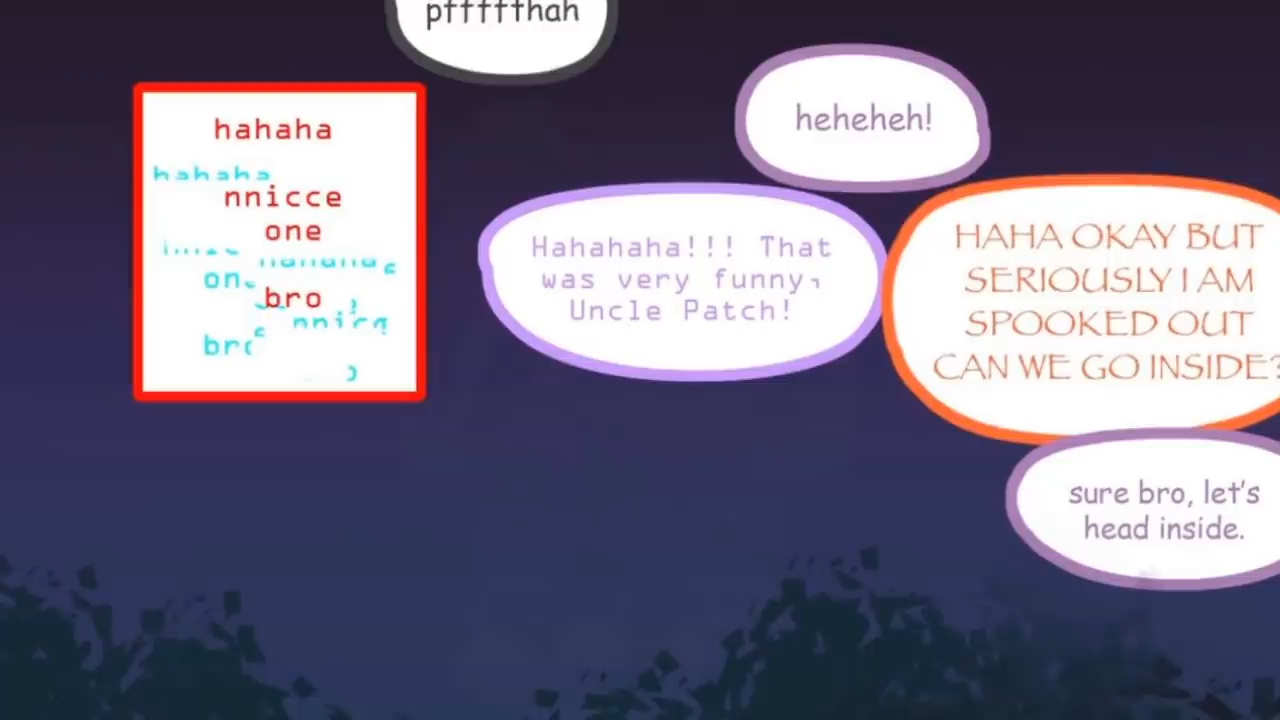 pfffffhah
heheheh!
hahaha
hahaha
nnicce
one
bro
Hahahaha!!! That
was very funny,
Uncle Patch!
HAHA OKAY BUT
SERIOUSLY I AM
SPOOKED OUT
CAN WE GO INSIDE?
sure bro, let's
head inside.